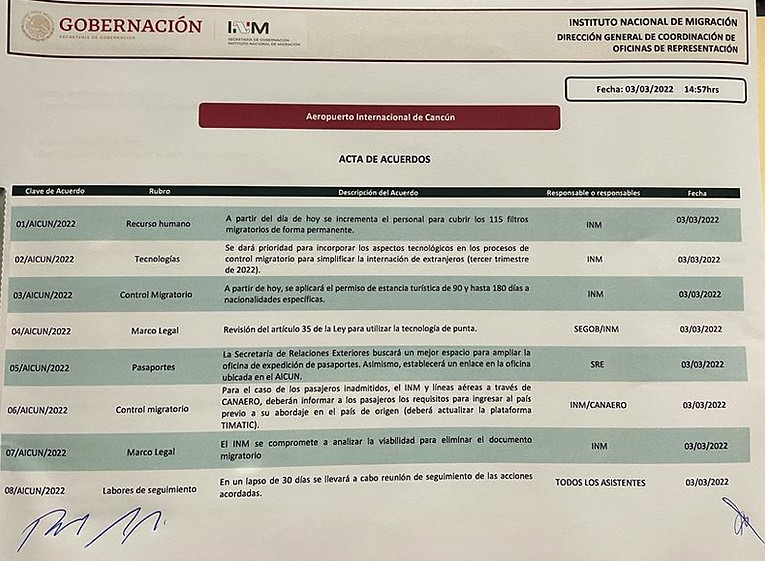 GOBERNACIÓN
SECRETARÍA DE GOBERNACIÓN
INM
SECRETARÍA DE GOBERNACIÓN
INSTITUTO NACIONAL DE MIGRACIÓN
INSTITUTO NACIONAL DE MIGRACIÓN
DIRECCIÓN GENERAL DE COORDINACIÓN DE
OFICINAS DE REPRESENTACIÓN
Fecha: 03/03/2022 14:57hrs
Aeropuerto Internacional de Cancún
ACTA DE ACUERDOS
Clave de Acuerdo Rubro Descripción del Acuerdo Responsable o responsables Fecha
01/AICUN/2022 Recurso humano
A partir del día de hoy se incrementa el personal para cubrir los 115 filtros
migratorios de forma permanente.
INM 03/03/2022
02/AICUN/2022 Tecnologías
Se dará prioridad para incorporar los aspectos tecnológicos en los procesos de
control migratorio para simplificar la internación de extranjeros (tercer trimestre
de 2022).
INM 03/03/2022
03/AICUN/2022 Control Migratorio
A partir de hoy, se aplicará el permiso de estancia turística de 90 y hasta 180 días a
nacionalidades específicas.
INM 03/03/2022
04/AICUN/2022 Marco Legal
Revisión del artículo 35 de la Ley para utilizar la tecnología de punta.
SEGOB/INM 03/03/2022
05/AICUN/2022 Pasaportes
La Secretaría de Relaciones Exteriores buscará un mejor espacio para ampliar la
oficina de expedición de pasaportes. Asimismo, establecerá un enlace en la oficina
ubicada en el AICUN.
SRE 03/03/2022
06/AICUN/2022 Control migratorio
Para el caso de los pasajeros inadmitidos, el INM y líneas aéreas a través de
CANAERO, deberán informar a los pasajeros los requisitos para ingresar al país
previo a su abordaje en el país de origen (deberá actualizar la plataforma
TIMATIC).
INM/CANAERO 03/03/2022
07/AICUN/2022 Marco Legal
El INM se compromete a analizar la viabilidad para eliminar el documento
migratorio
INM 03/03/2022
08/AICUN/2022 Labores de seguimiento
En un lapso de 30 días se llevará a cabo reunión de seguimiento de las acciones
acordadas.
TODOS LOS ASISTENTES 03/03/2022